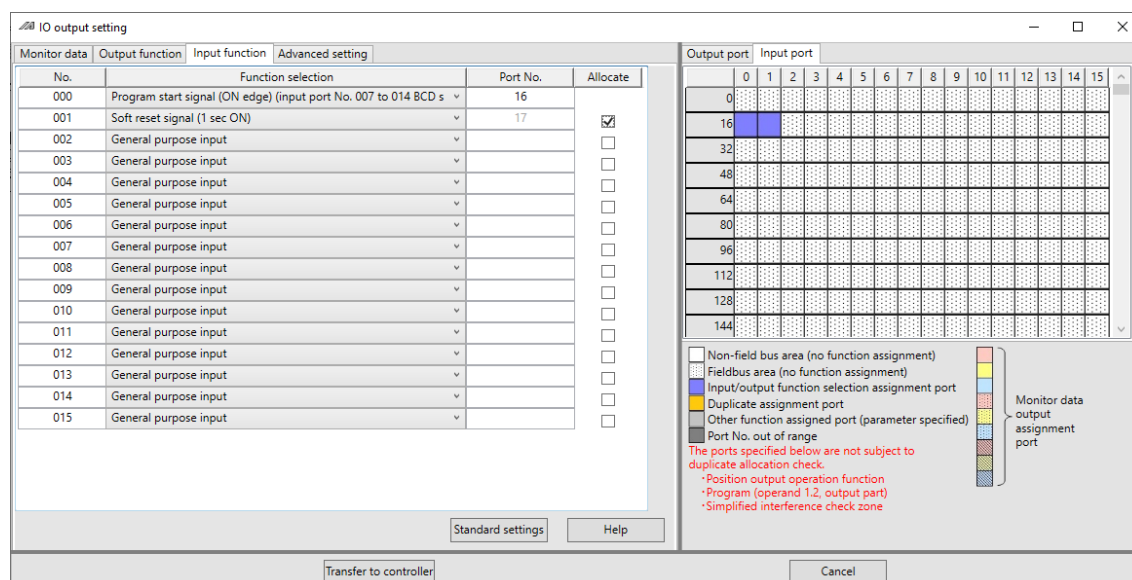 IO output setting
Monitor data Output function Input function Advanced setting
No. Function selection Port No. Allocate
000 Program start signal (ON edge) (input port No. 007 to 014 BCD s 16
001 Soft reset signal (1 sec ON) 17
002 General purpose input
003 General purpose input
004 General purpose input
005 General purpose input
006 General purpose input
007 General purpose input
008 General purpose input
009 General purpose input
010 General purpose input
011 General purpose input
012 General purpose input
013 General purpose input
014 General purpose input
015 General purpose input
Standard settings Help
Output port Input port
0 1 2 3 4 5 6 7 8 9 10 11 12 13 14 15
0
16
32
48
64
80
96
112
128
144
Non-field bus area (no function assignment)
Fieldbus area (no function assignment)
Input/output function selection assignment port
Duplicate assignment port
Other function assigned port (parameter specified)
Port No. out of range
Monitor data
output
assignment
port
The ports specified below are not subject to
duplicate allocation check.
・Position output operation function
・Program (operand 1.2, output part)
・Simplified interference check zone
Transfer to controller Cancel